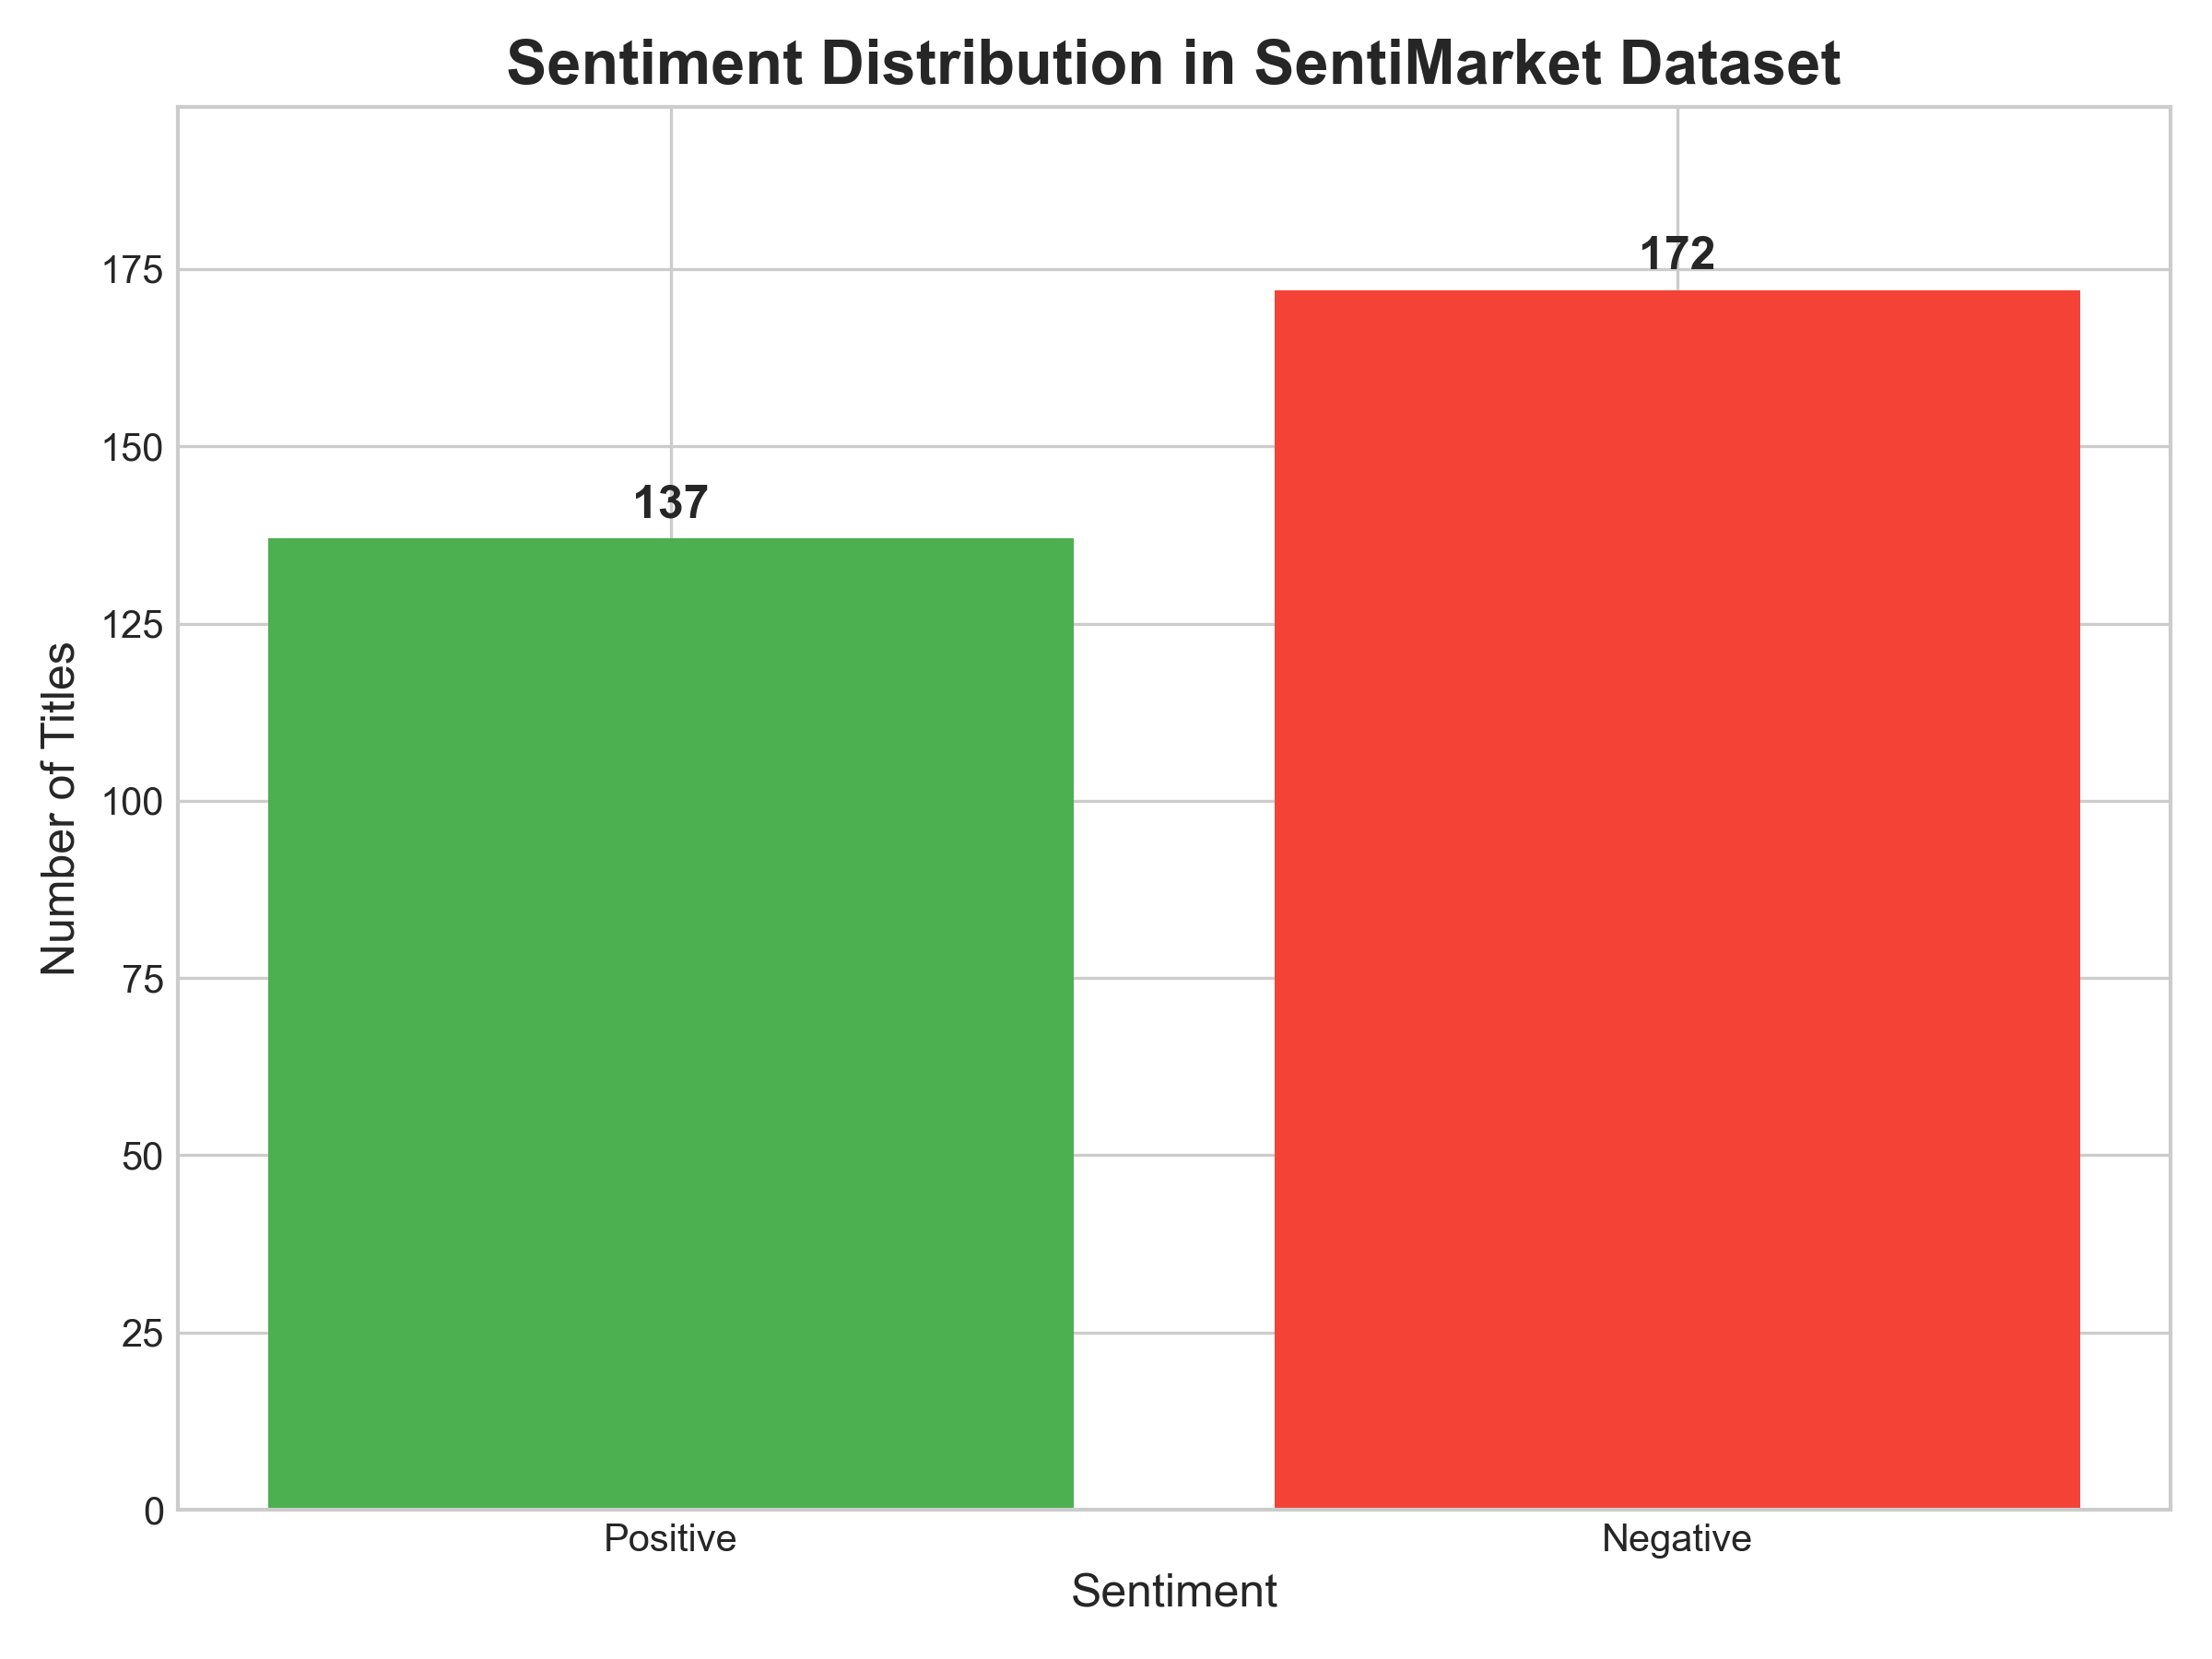 Sentiment Distribution in SentiMarket Dataset
172
175
150
137
125
Number of Titles
100
75
50
25
0
Positive
Negative
Sentiment